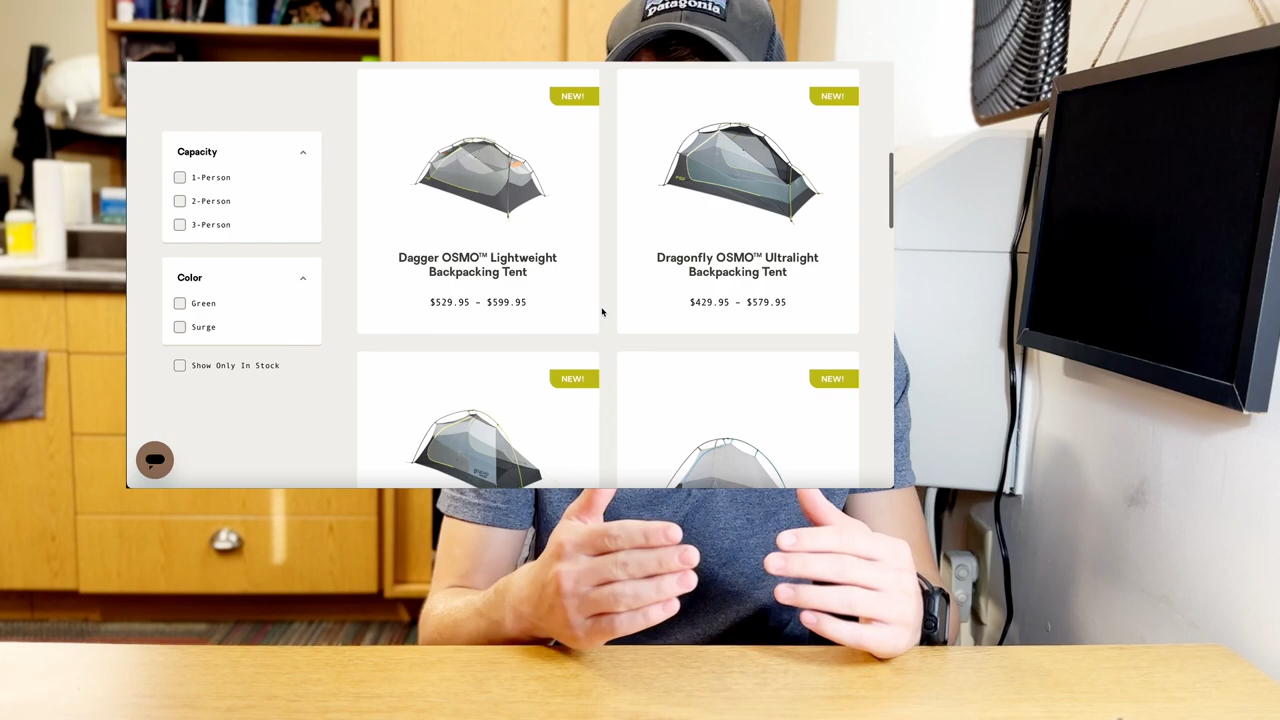 patagonia
NEW!
NEW!
Capacity
1-Person
2-Person
3-Person
Color
Green
Surge
Show Only In Stock
Dagger OSMO™ Lightweight
Backpacking Tent
$529.95 – $599.95
Dragonfly OSMO™ Ultralight
Backpacking Tent
$429.95 – $579.95
NEW!
NEW!